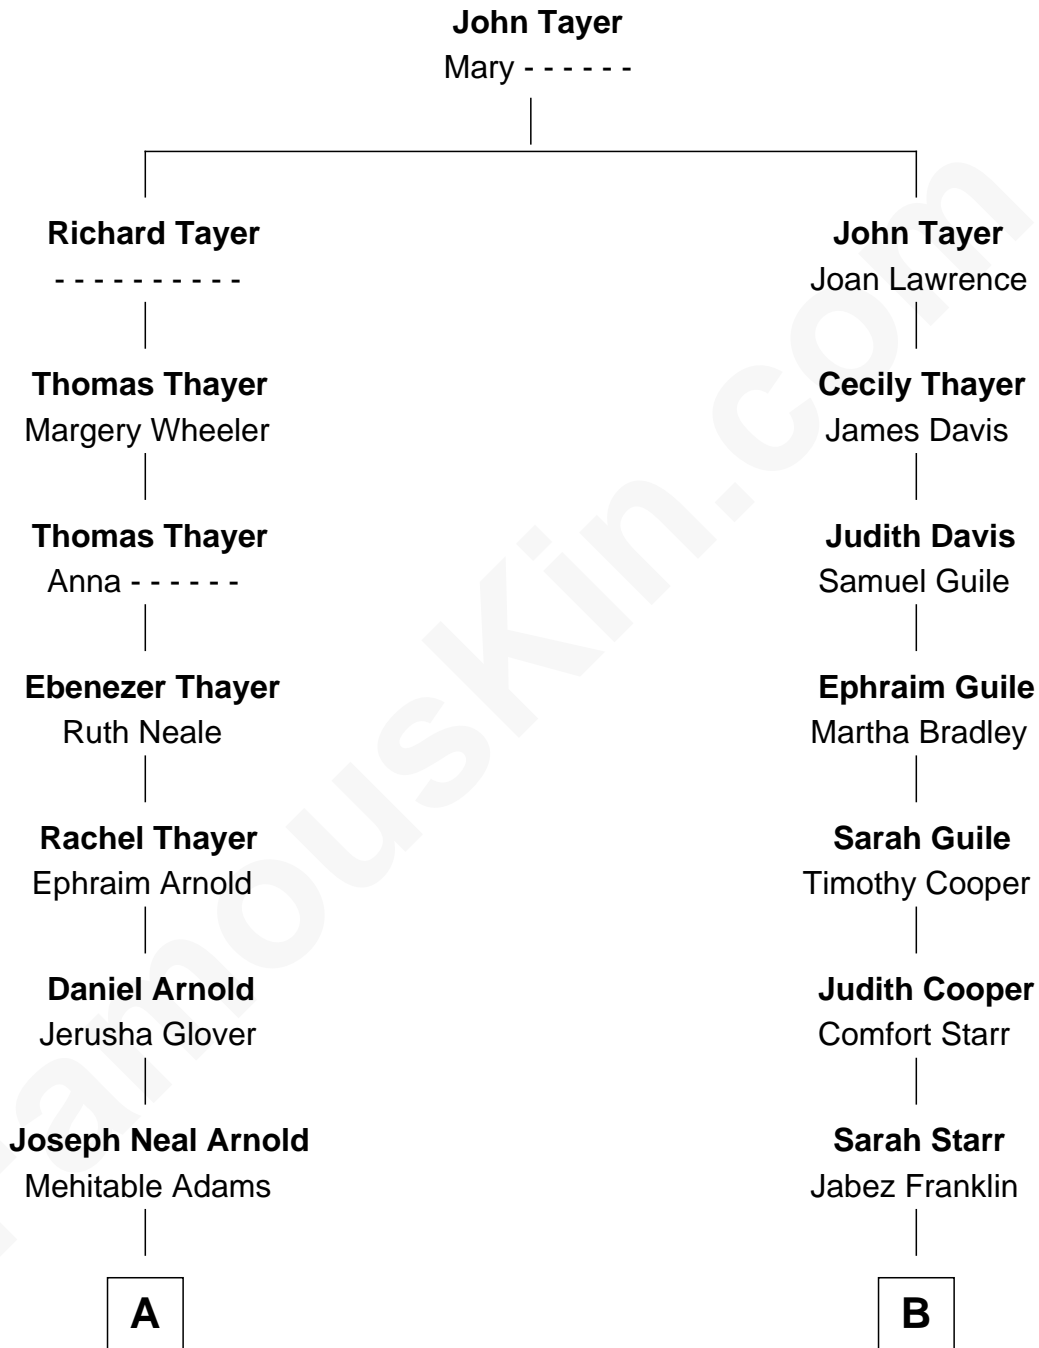 John Tayer
Mary - - - - - -
Richard Tayer
- - - - - - - - - -
Thomas Thayer
Margery Wheeler
Thomas Thayer
Anna - - - - - -
Ebenezer Thayer
Ruth Neale
Rachel Thayer
Ephraim Arnold
Daniel Arnold
Jerusha Glover
Joseph Neal Arnold
Mehitable Adams
A
John Tayer
Joan Lawrence
Cecily Thayer
James Davis
Judith Davis
Samuel Guile
Ephraim Guile
Martha Bradley
Sarah Guile
Timothy Cooper
Judith Cooper
Comfort Starr
Sarah Starr
Jabez Franklin
B
FamousKin.com